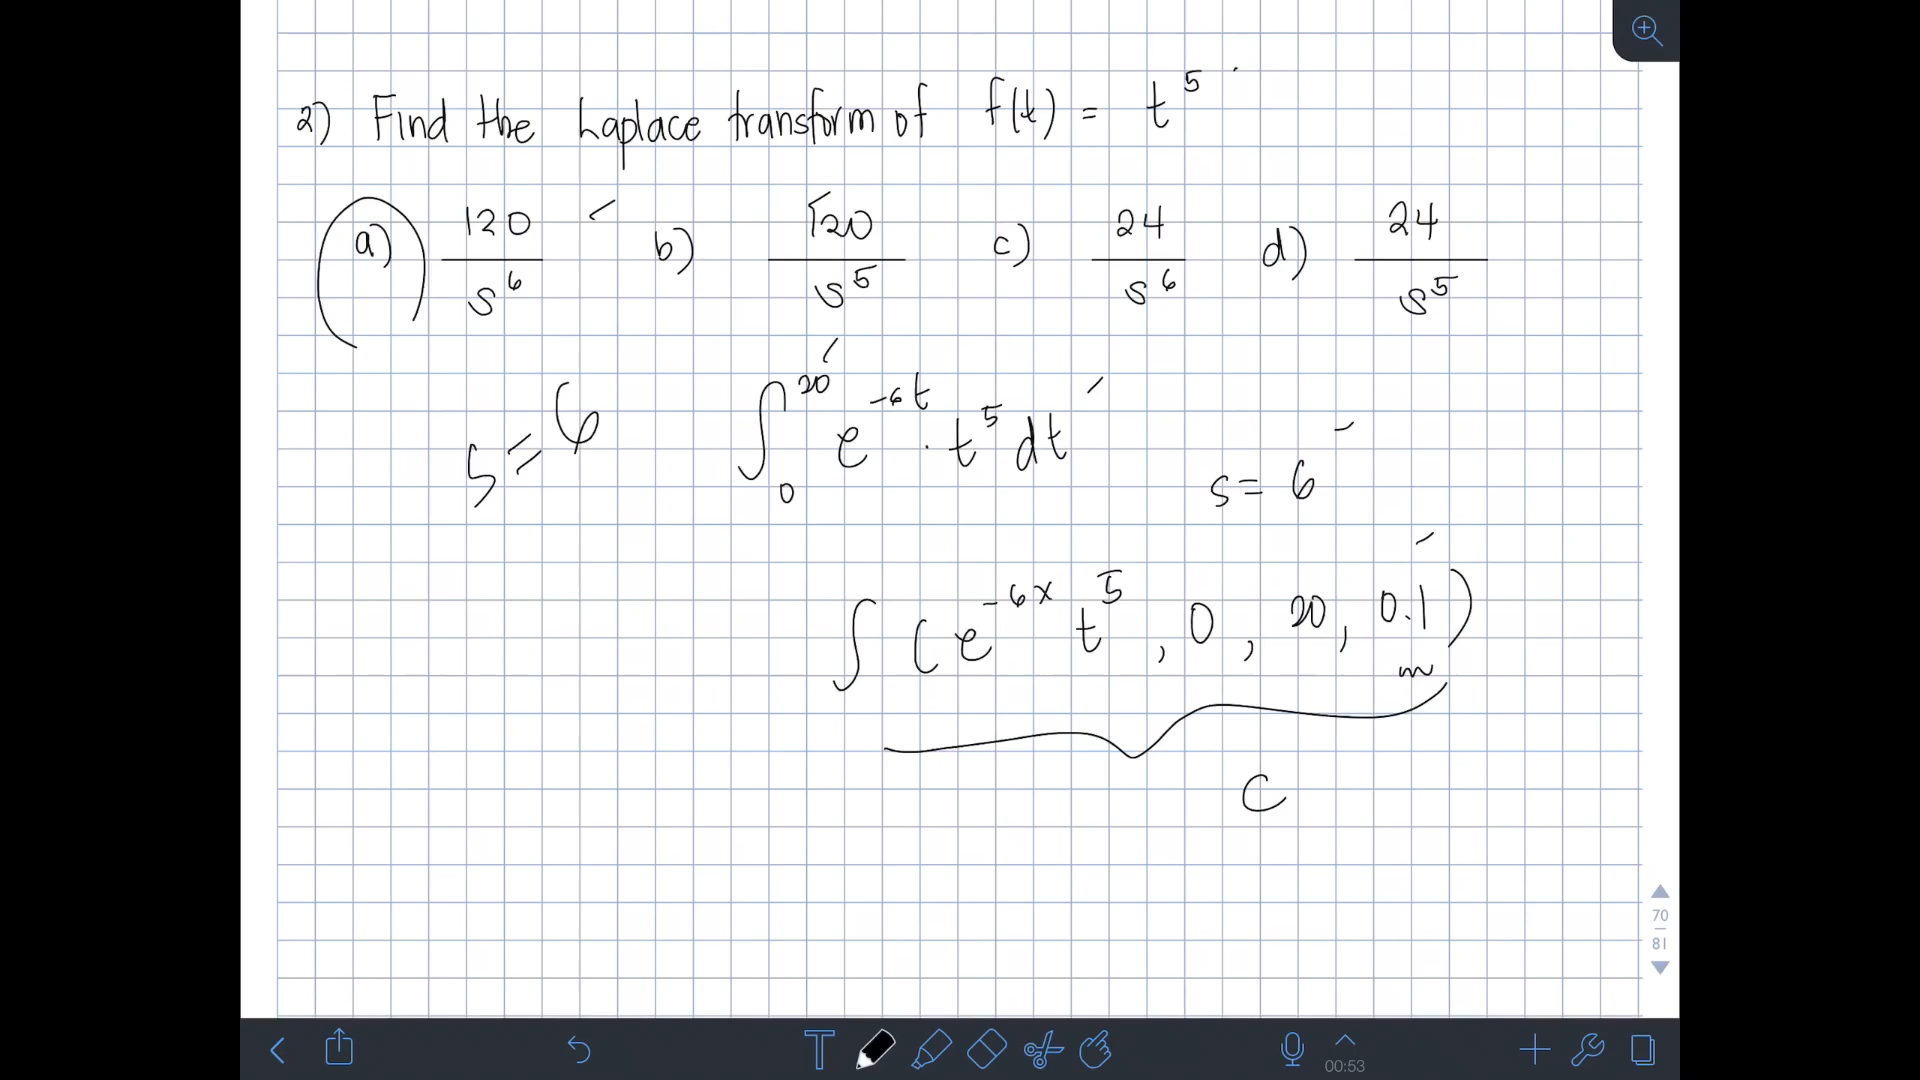 2) Find the Laplace transform of f(t) = t^5
a) 120/s^6 b) 120/s^5 c) 24/s^6 d) 24/s^5
s = 6 ∫_0^20 e^-6t · t^5 dt
s = 6
∫ (e^-6x t^5, 0, 20, 0.1)
C
70
81
T
00:53